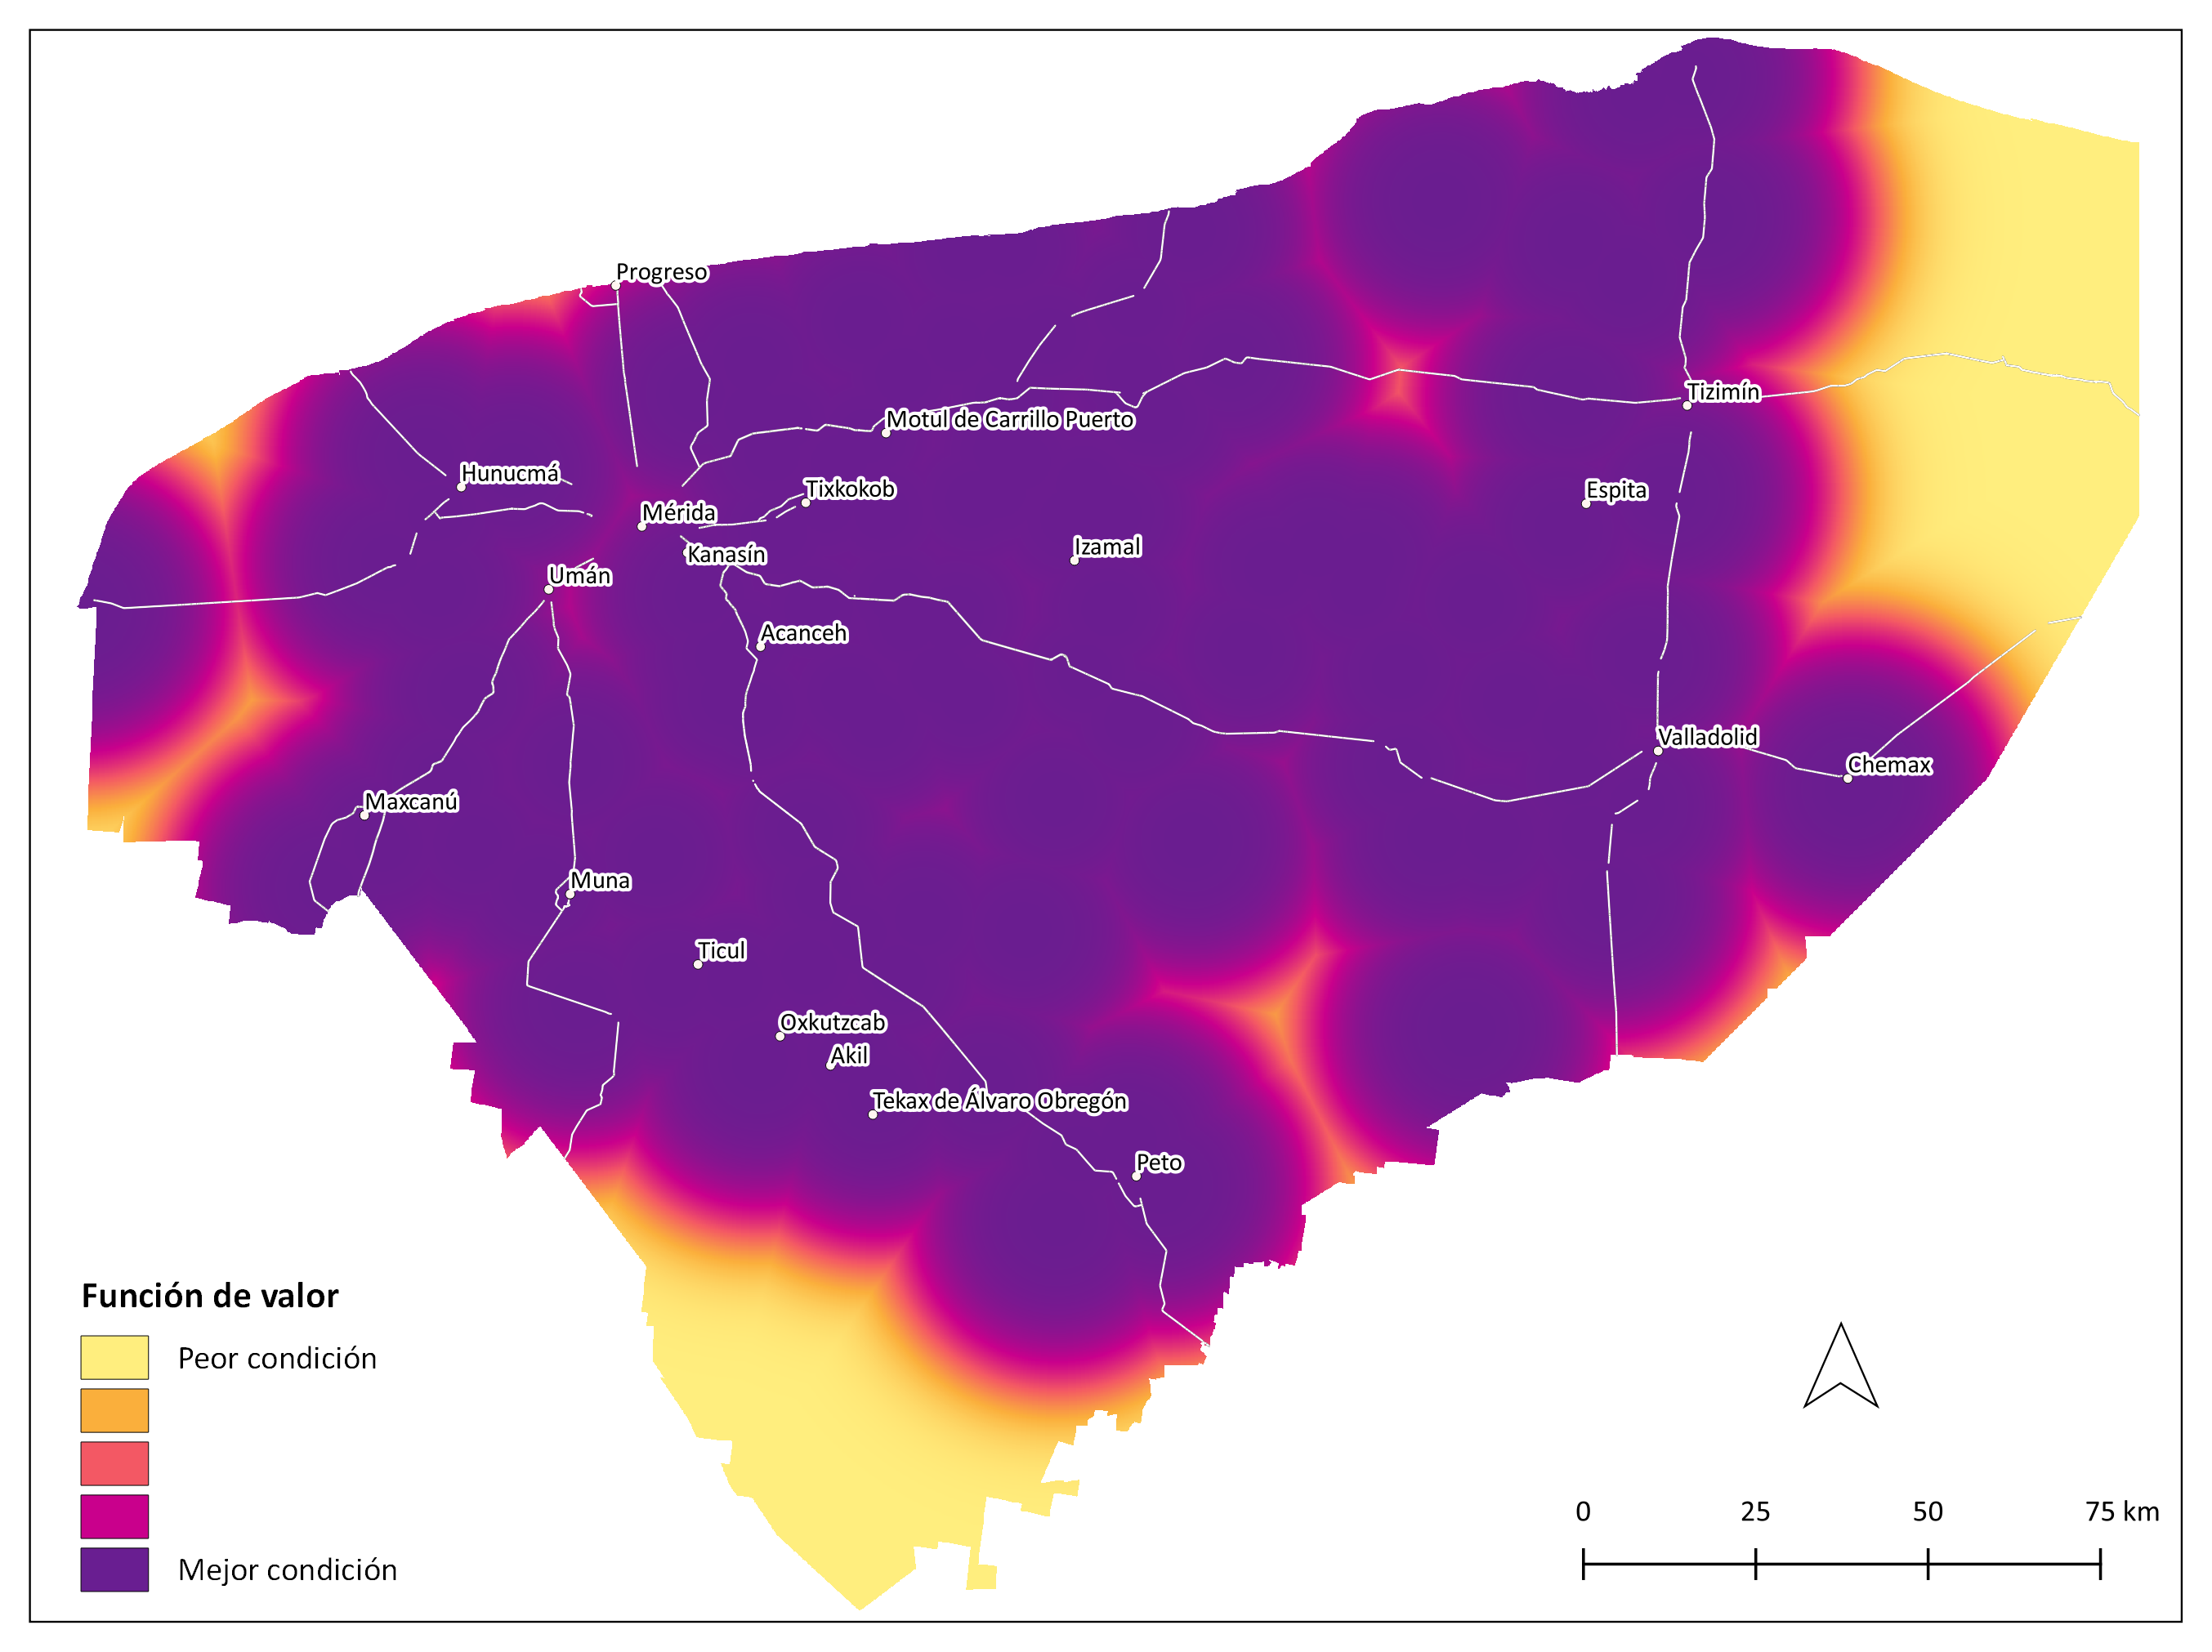 Progreso
Tizimín
Motul de Carrillo Puerto
Hunucmá
Tixkokob
Espita
Mérida
Izamal
Kanasín
Umán
Acanceh
Valladolid
Chemax
Maxcanú
Muna
Ticul
Oxkutzcab
Akil
Tekax de Álvaro Obregón
Peto
Función de valor
Peor condición
Mejor condición
0 25 50 75 km